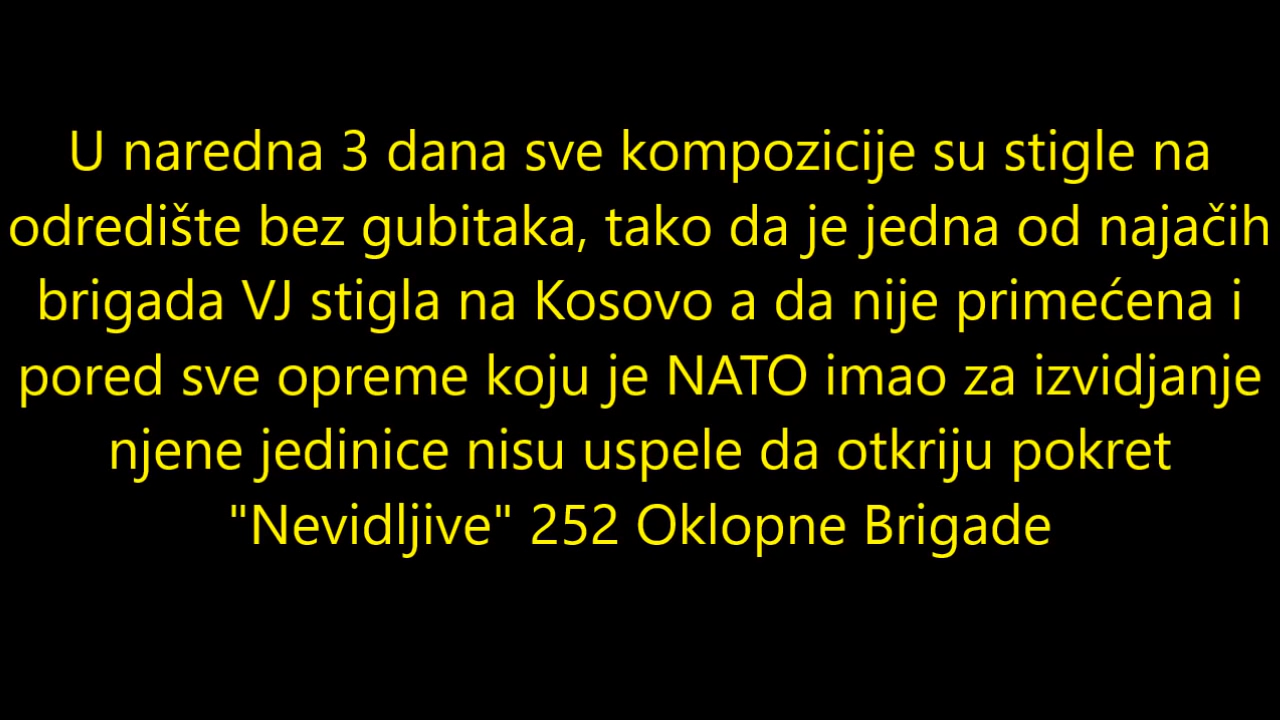 U naredna 3 dana sve kompozicije su stigle na
odredište bez gubitaka, tako da je jedna od najačih
brigada VJ stigla na Kosovo a da nije primećena i
pored sve opreme koju je NATO imao za izvidjanje
njene jedinice nisu uspele da otkriju pokret
"Nevidljive" 252 Oklopne Brigade